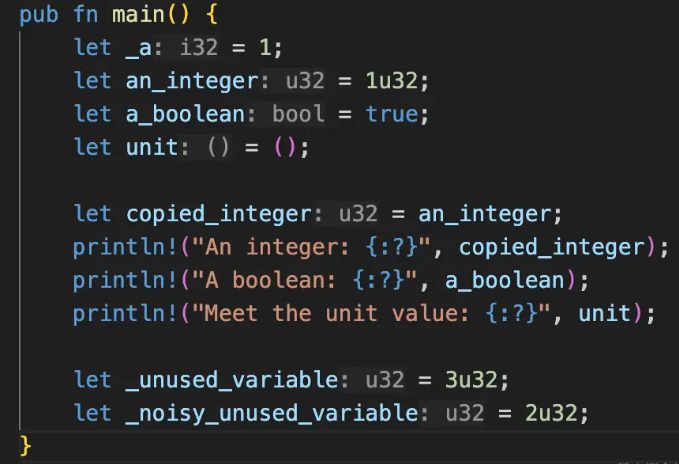 pub fn main() {
    let _a: i32 = 1;
    let an_integer: u32 = 1u32;
    let a_boolean: bool = true;
    let unit: () = ();

    let copied_integer: u32 = an_integer;
    println!("An integer: {:?}", copied_integer);
    println!("A boolean: {:?}", a_boolean);
    println!("Meet the unit value: {:?}", unit);

    let _unused_variable: u32 = 3u32;
    let _noisy_unused_variable: u32 = 2u32;
}